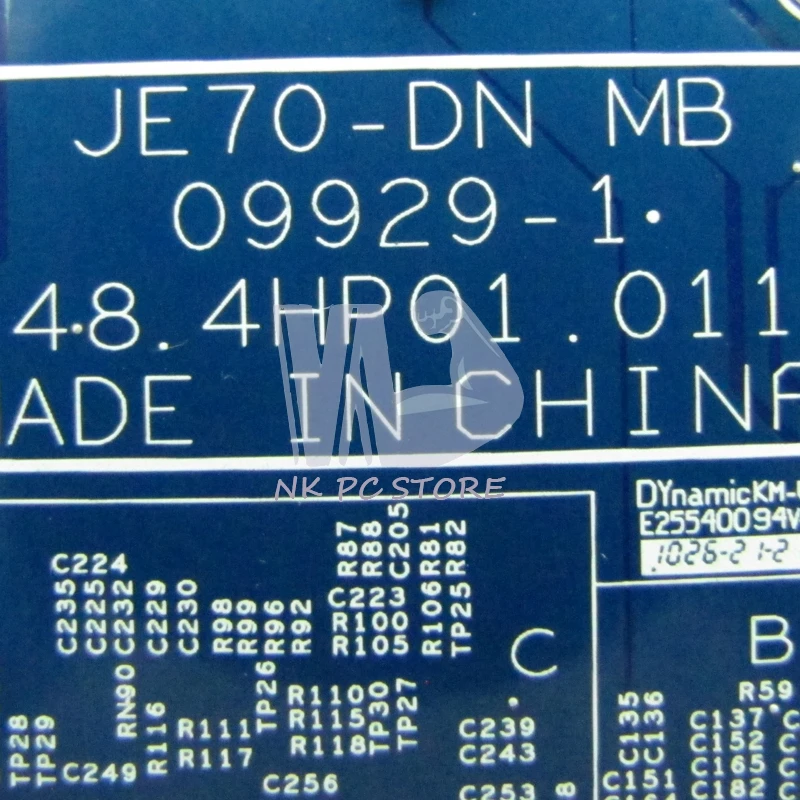 JE70-DN MB
09929-1
48.4HP01.011
ADE IN CHINA
NK PC STORE
DYnamicKM-
E25540094V
1026-21-2
R87
R88
C205
R81
R82
C224
C235
C225
C232
C229
C230
R98
R99
R96
R92
C223
R100
R105
R106
TP25
C
B
RN90
R116
R111
R117
TP26
R110
R115
R118
TP30
TP27
TP28
TP29
C249
C256
C239
C243
C253
8
C135
C136
R59
C137
C152
C165
C182
C151
C164